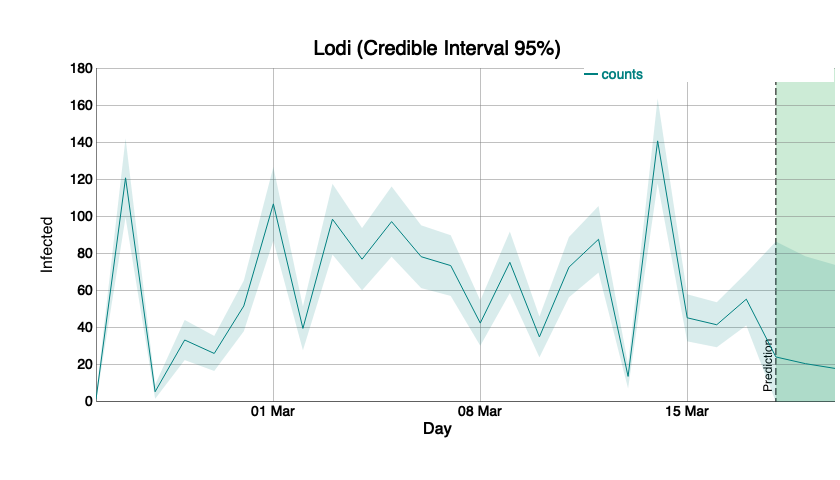 Lodi (Credible Interval 95%)
counts
180
160
140
120
100
80
60
40
20
0
Infected
Prediction
01 Mar
08 Mar
15 Mar
Day